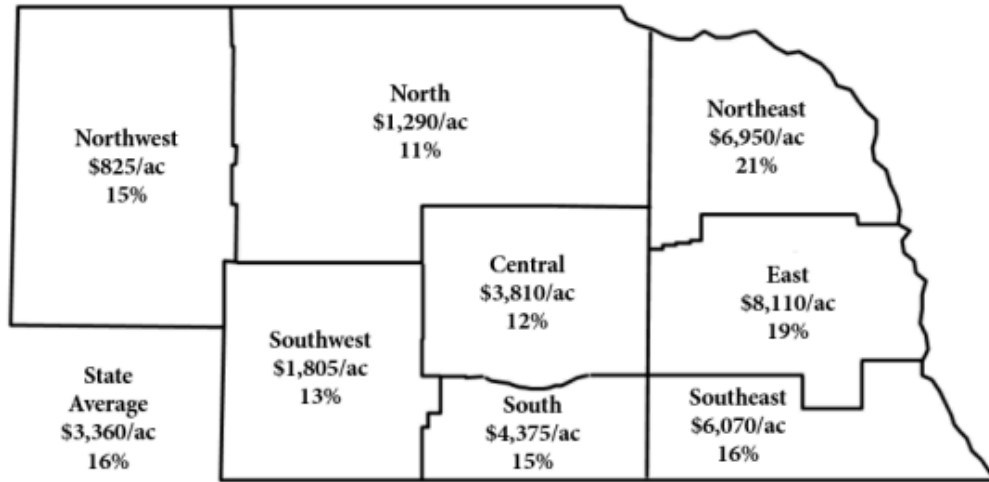 North
$1,290/ac
11%
Northeast
$6,950/ac
21%
Northwest
$825/ac
15%
Central
$3,810/ac
12%
East
$8,110/ac
19%
Southwest
$1,805/ac
13%
State
Average
$3,360/ac
16%
South
$4,375/ac
15%
Southeast
$6,070/ac
16%